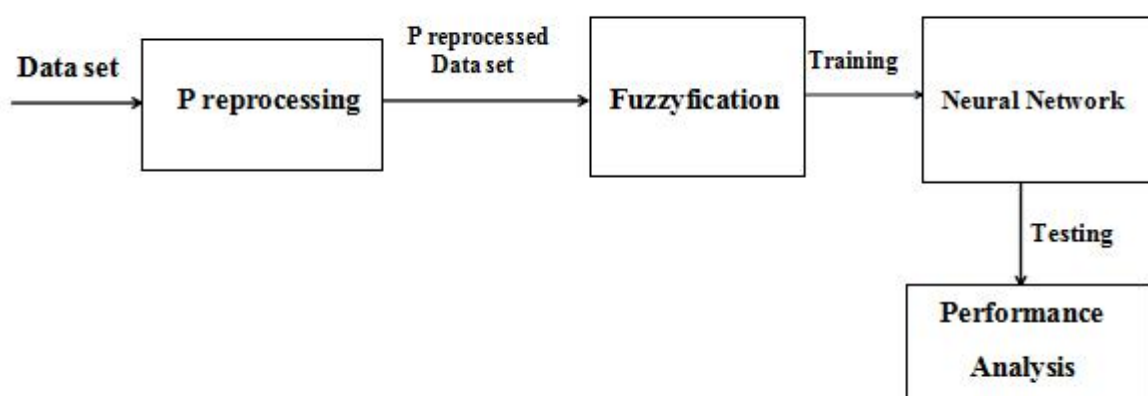 Data set
P reprocessing
P reprocessed
Data set
Fuzzyfication
Training
Neural Network
Testing
Performance
Analysis